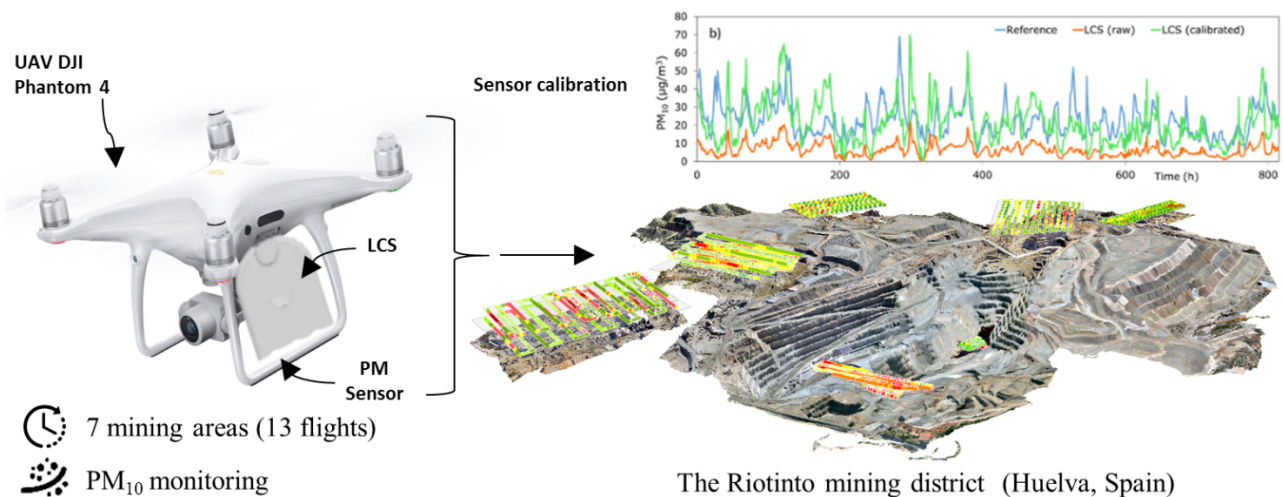 UAV DJI
Phantom 4
LCS
PM
Sensor
7 mining areas (13 flights)
PM₁₀ monitoring
Sensor calibration
b)
Reference LCS (raw) LCS (calibrated)
PM₁₀ (µg/m³)
80
70
60
50
40
30
20
10
0
0 200 400 600 800
Time (h)
The Riotinto mining district (Huelva, Spain)